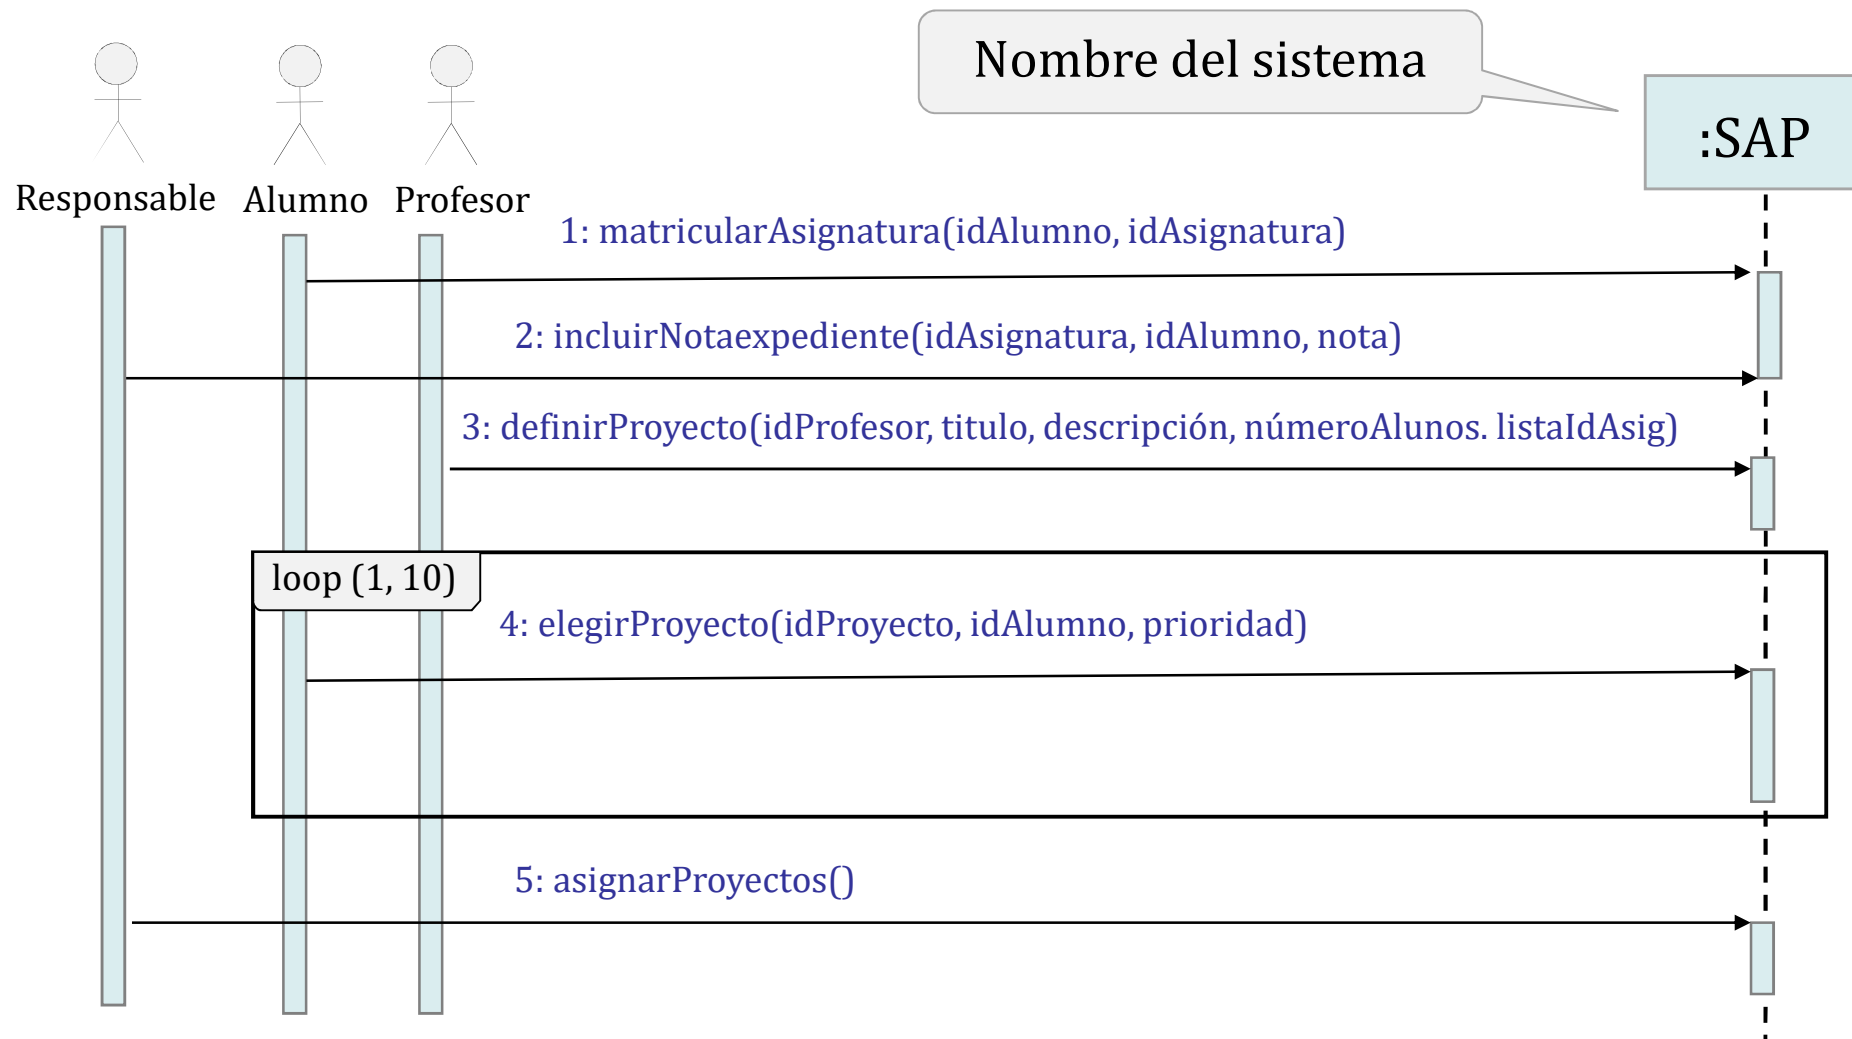 Nombre del sistema
:SAP
Responsable
Alumno
Profesor
1: matricularAsignatura(idAlumno, idAsignatura)
2: incluirNotaexpediente(idAsignatura, idAlumno, nota)
3: definirProyecto(idProfesor, titulo, descripción, númeroAlunos. listaIdAsig)
loop (1, 10)
4: elegirProyecto(idProyecto, idAlumno, prioridad)
5: asignarProyectos()